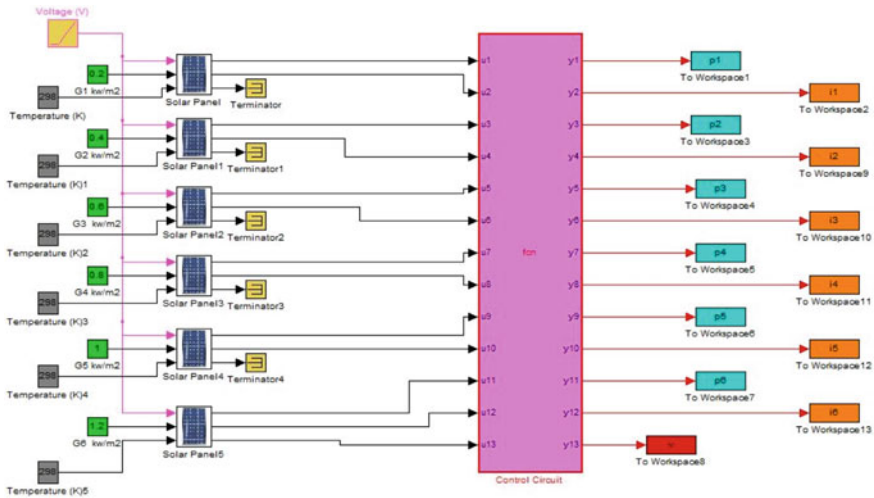 Voltage (V)
0.2
G1 kw/m2
298
Temperature (K)
Solar Panel
Terminator
0.4
G2 kw/m2
298
Temperature (K)1
Solar Panel1
Terminator1
0.6
G3 kw/m2
298
Temperature (K)2
Solar Panel2
Terminator2
0.8
G4 kw/m2
298
Temperature (K)3
Solar Panel3
Terminator3
1
G5 kw/m2
298
Temperature (K)4
Solar Panel4
Terminator4
1.2
G6 kw/m2
298
Temperature (K)5
Solar Panel5
u1
u2
u3
u4
u5
u6
u7
u8
u9
u10
u11
u12
u13
fcn
y1
y2
y3
y4
y5
y6
y7
y8
y9
y10
y11
y12
y13
Control Circuit
p1
To Workspace1
i1
To Workspace2
p2
To Workspace3
i2
To Workspace9
p3
To Workspace4
i3
To Workspace10
p4
To Workspace5
i4
To Workspace11
p5
To Workspace6
i5
To Workspace12
p6
To Workspace7
i6
To Workspace13
v
To Workspace8